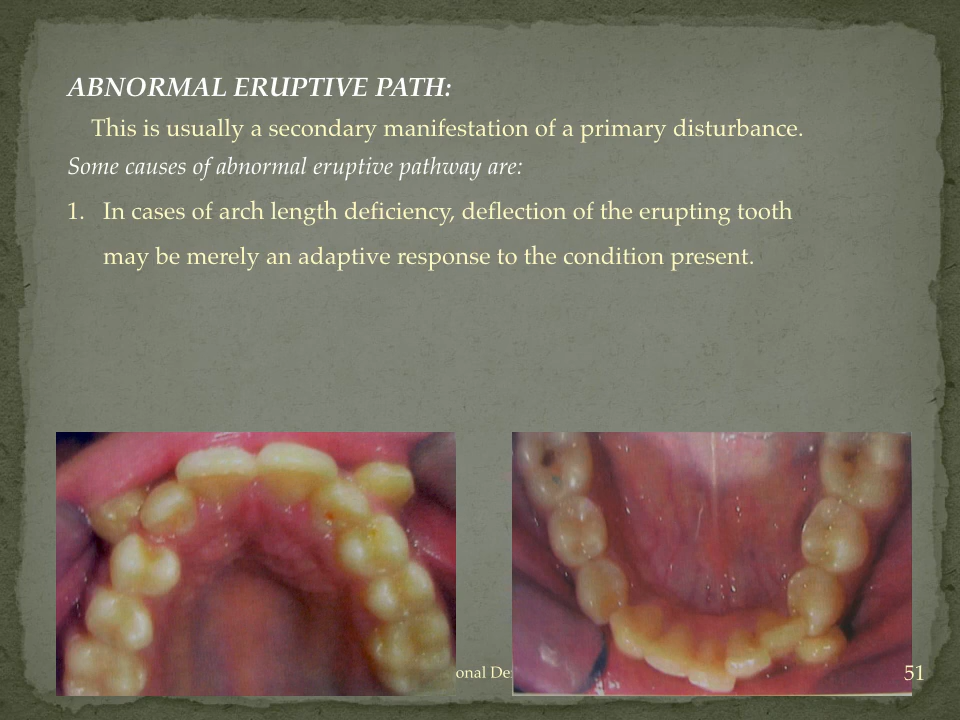 ABNORMAL ERUPTIVE PATH:
This is usually a secondary manifestation of a primary disturbance.
Some causes of abnormal eruptive pathway are:
1. In cases of arch length deficiency, deflection of the erupting tooth
may be merely an adaptive response to the condition present.
51